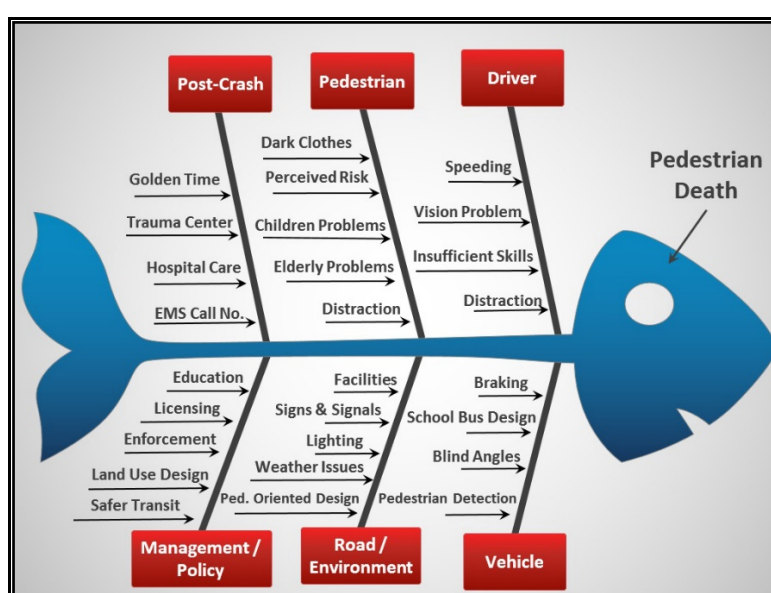 Post-Crash
Pedestrian
Driver
Pedestrian
Death
Golden Time
Trauma Center
Hospital Care
EMS Call No.
Dark Clothes
Perceived Risk
Children Problems
Elderly Problems
Distraction
Speeding
Vision Problem
Insufficient Skills
Distraction
Education
Licensing
Enforcement
Land Use Design
Safer Transit
Facilities
Signs & Signals
Lighting
Weather Issues
Ped. Oriented Design
Braking
School Bus Design
Blind Angles
Pedestrian Detection
Management /
Policy
Road /
Environment
Vehicle